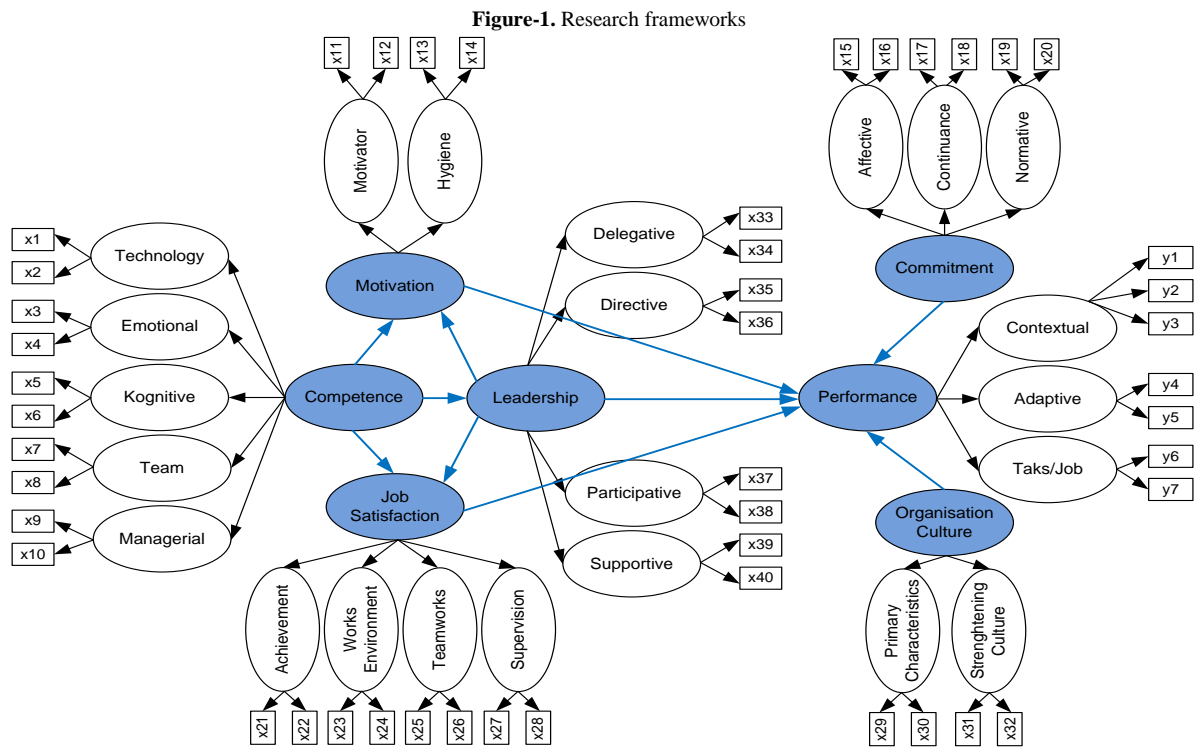 Figure-1. Research frameworks
x11
x12
x13
x14
x15
x16
x17
x18
x19
x20
Motivator
Hygiene
Affective
Continuance
Normative
x1
x2
Technology
x3
x4
Emotional
x5
x6
Kognitive
x7
x8
Team
x9
x10
Managerial
Motivation
Competence
Leadership
Job
Satisfaction
Delegative
x33
x34
Directive
x35
x36
Participative
x37
x38
Supportive
x39
x40
Commitment
Performance
Organisation
Culture
Contextual
y1
y2
y3
Adaptive
y4
y5
Taks/Job
y6
y7
Achievement
Works
Environment
Teamworks
Supervision
Primary
Characteristics
Strenghtening
Culture
x21
x22
x23
x24
x25
x26
x27
x28
x29
x30
x31
x32